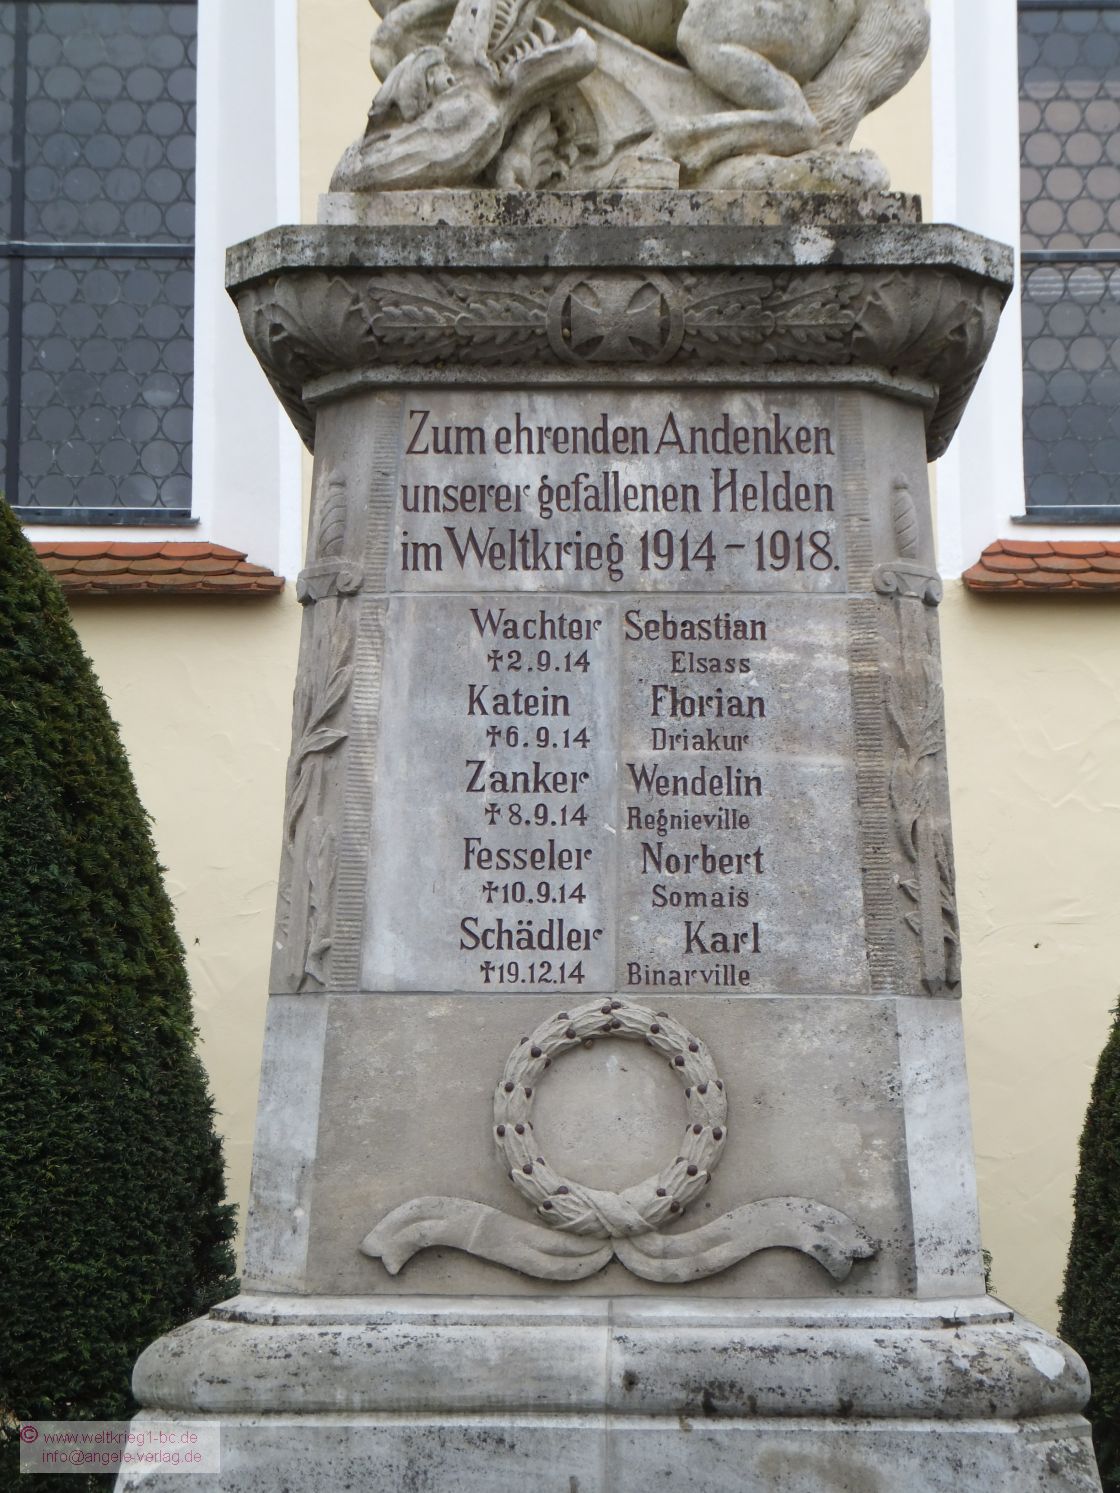 Zum ehrenden Andenken
unserer gefallenen Helden
im Weltkrieg 1914-1918.
Wachter Sebastian
✝2.9.14 Elsass
Katein Florian
✝6.9.14 Driakur
Zanker Wendelin
✝8.9.14 Regnieville
Fesseler Norbert
✝10.9.14 Somais
Schädler Karl
✝19.12.14 Binarville
© www.weltkrieg1-bc.de
info@angele-verlag.de